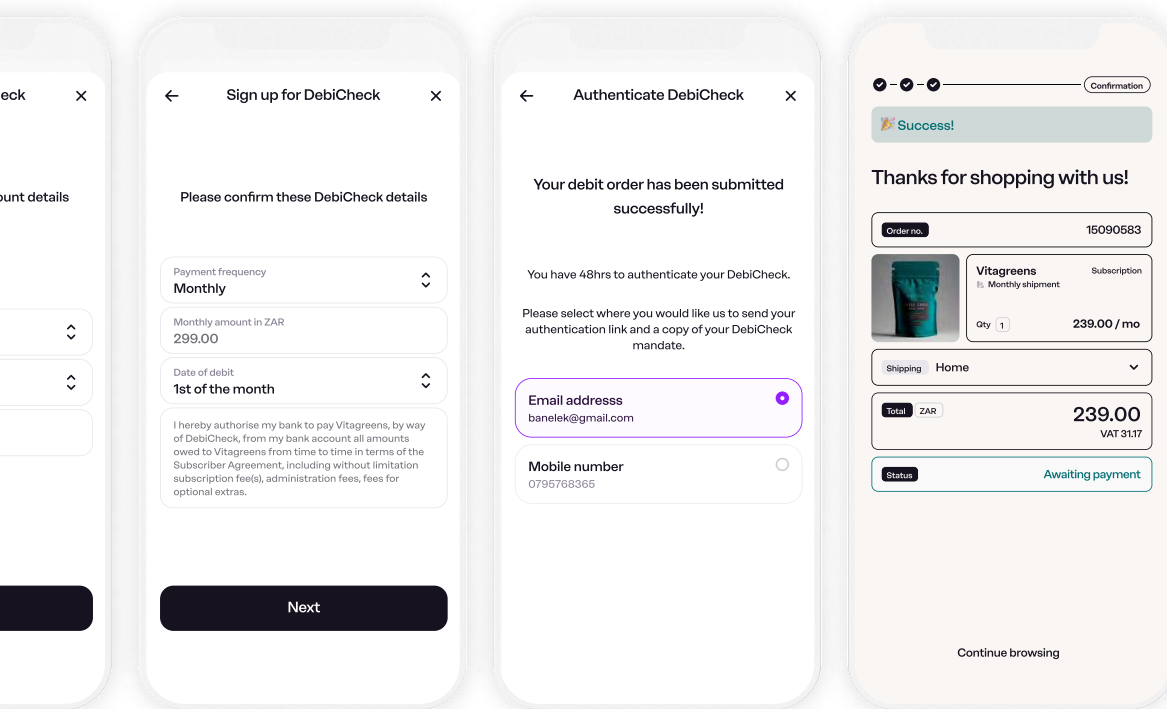 eck
ount details
Sign up for DebiCheck
Please confirm these DebiCheck details
Payment frequency
Monthly
Monthly amount in ZAR
299.00
Date of debit
1st of the month
I hereby authorise my bank to pay Vitagreens, by way
of DebiCheck, from my bank account all amounts
owed to Vitagreens from time to time in terms of the
Subscriber Agreement, including without limitation
subscription fee(s), administration fees, fees for
optional extras.
Next
Authenticate DebiCheck
Your debit order has been submitted
successfully!
You have 48hrs to authenticate your DebiCheck.
Please select where you would like us to send your
authentication link and a copy of your DebiCheck
mandate.
Email addresss
banelek@gmail.com
Mobile number
0795768365
Confirmation
Success!
Thanks for shopping with us!
Order no. 15090583
Vitagreens Subscription
Monthly shipment
Qty 1 239.00 / mo
Shipping Home
Total ZAR 239.00
VAT 31.17
Status Awaiting payment
Continue browsing